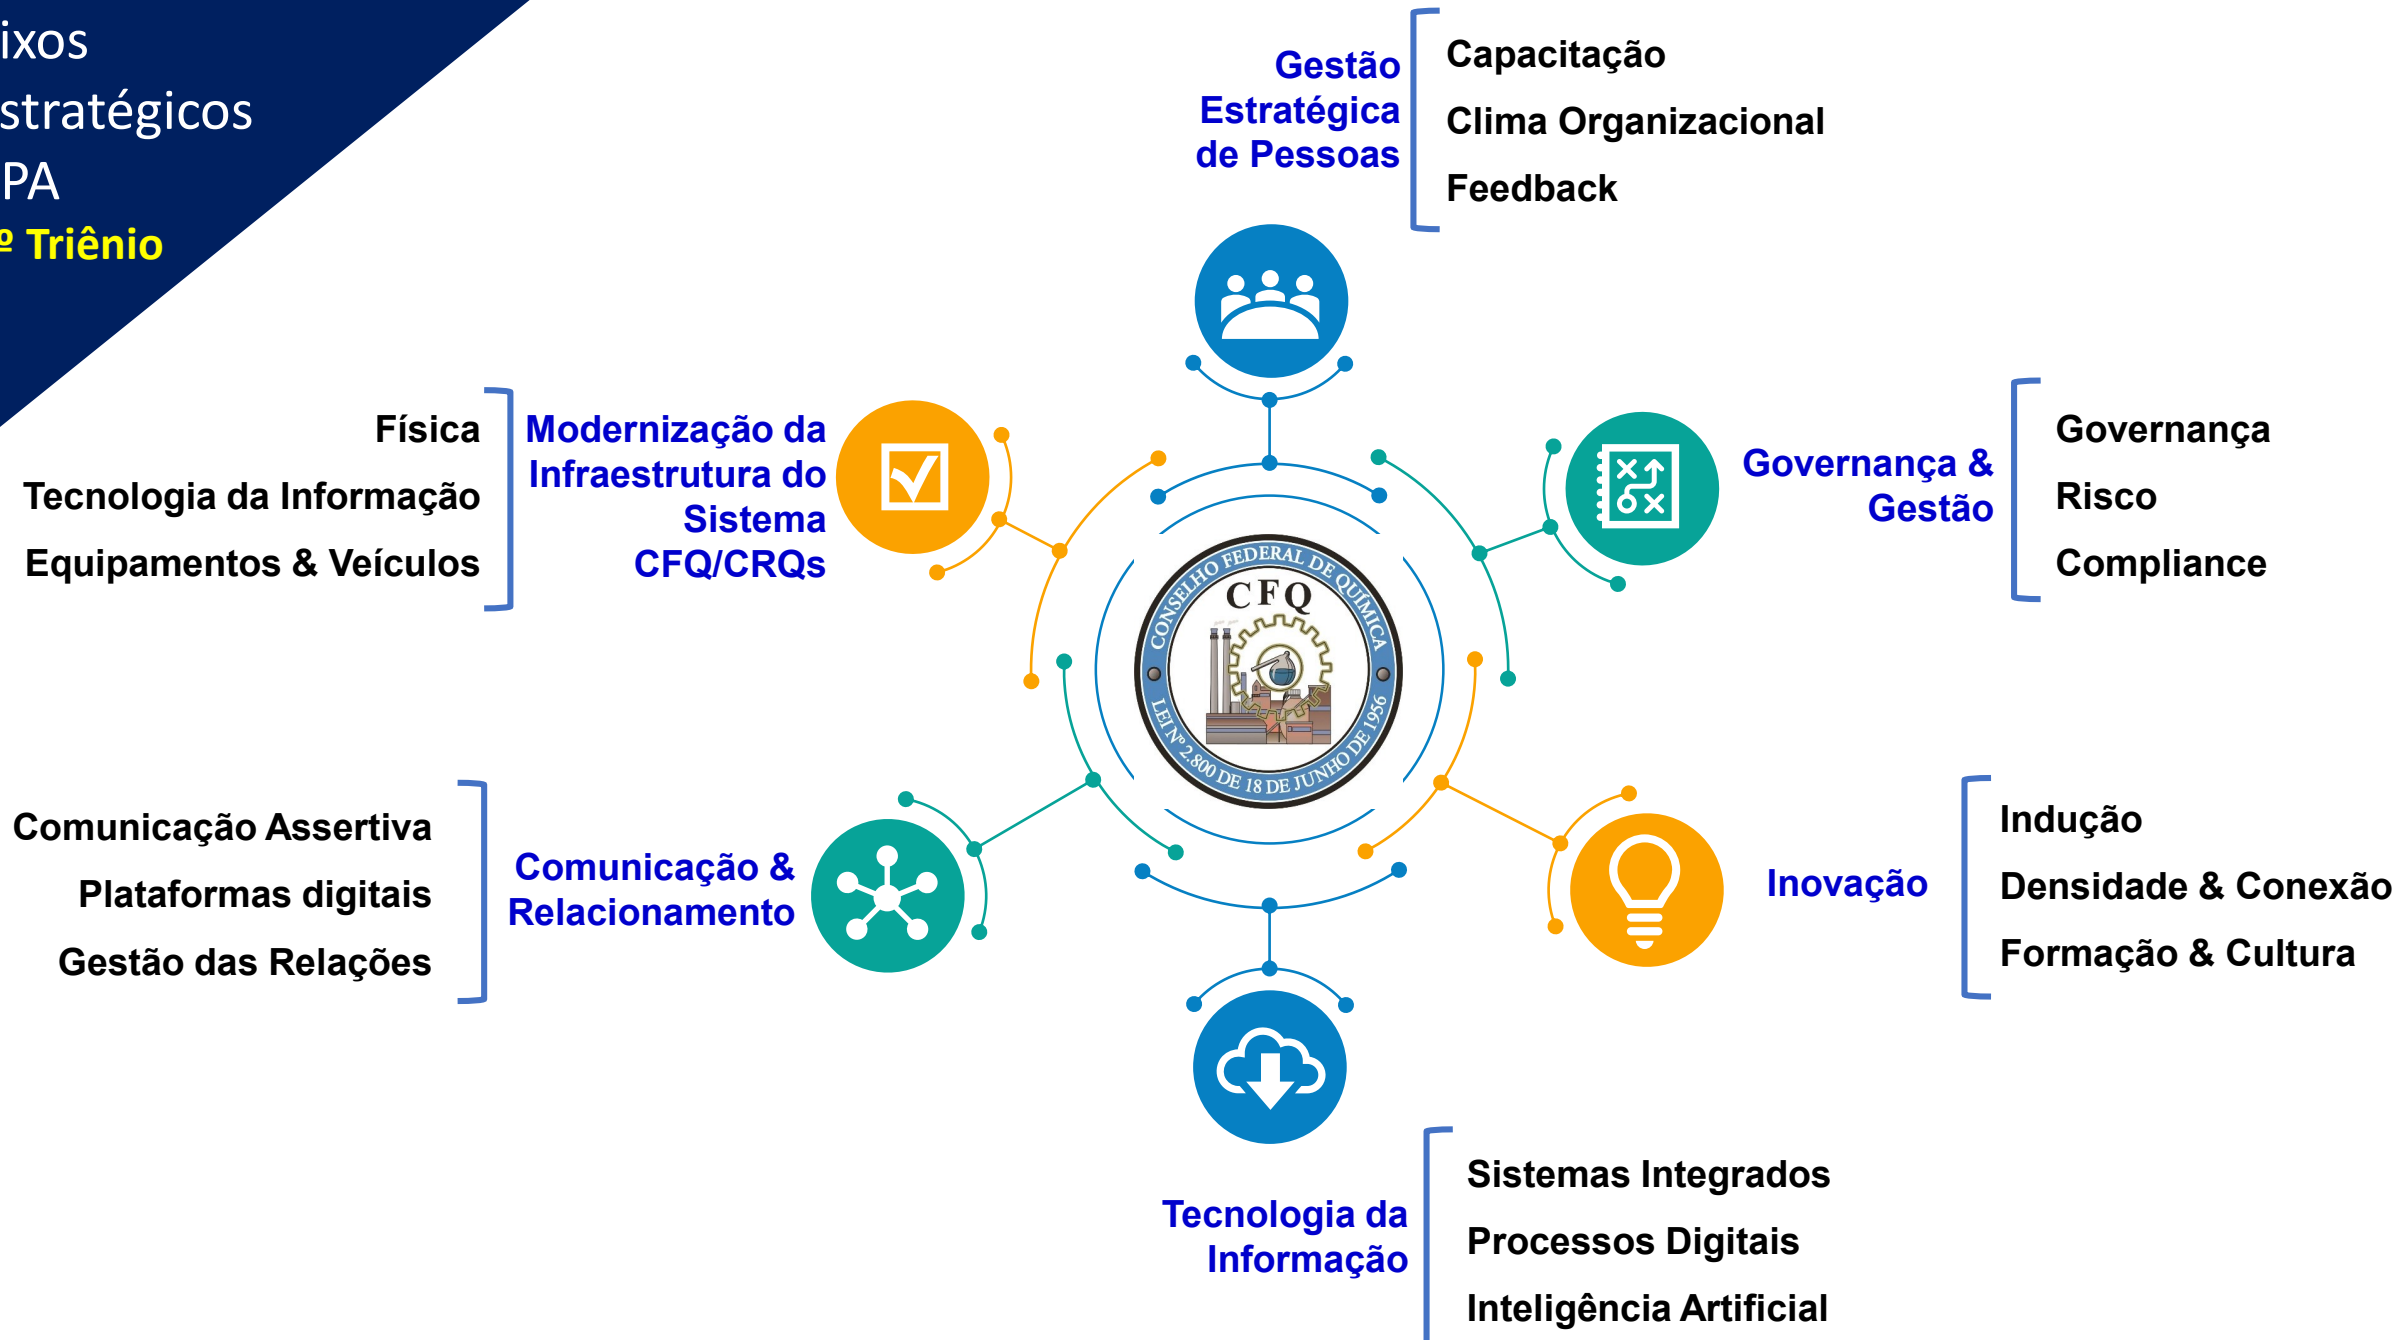 ixos
stratégicos
PA
º Triênio
Gestão
Estratégica
de Pessoas
Capacitação
Clima Organizacional
Feedback
Física
Tecnologia da Informação
Equipamentos & Veículos
Modernização da
Infraestrutura do
Sistema
CFQ/CRQs
Governança &
Gestão
Governança
Risco
Compliance
CONSELHO FEDERAL DE QUÍMICA
CFQ
LEI Nº 2.800 DE 18 DE JUNHO DE 1956
Comunicação Assertiva
Plataformas digitais
Gestão das Relações
Comunicação &
Relacionamento
Inovação
Indução
Densidade & Conexão
Formação & Cultura
Tecnologia da
Informação
Sistemas Integrados
Processos Digitais
Inteligência Artificial